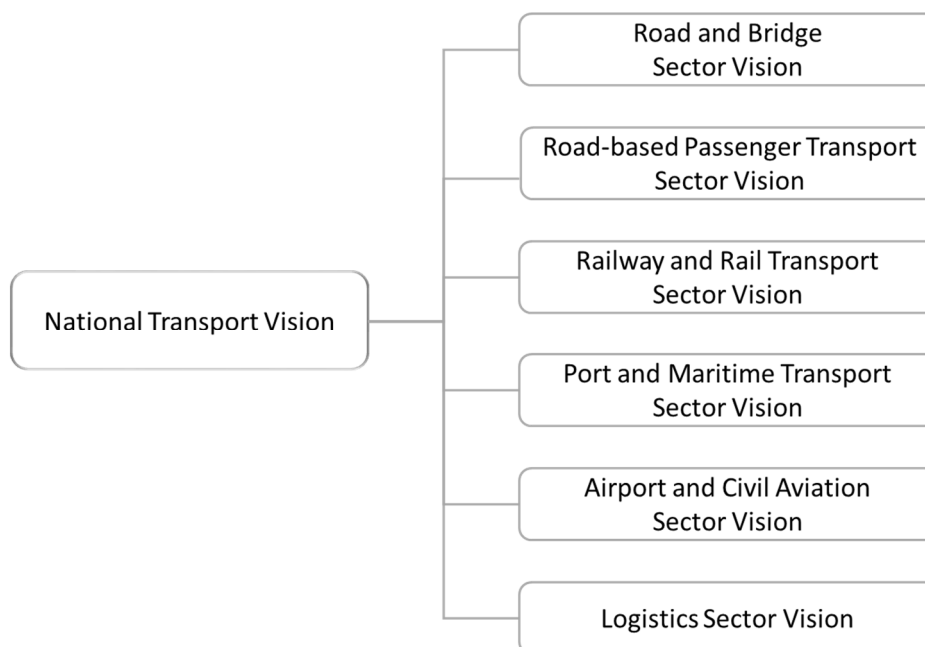 Road and Bridge
Sector Vision
Road-based Passenger Transport
Sector Vision
Railway and Rail Transport
Sector Vision
National Transport Vision
Port and Maritime Transport
Sector Vision
Airport and Civil Aviation
Sector Vision
Logistics Sector Vision